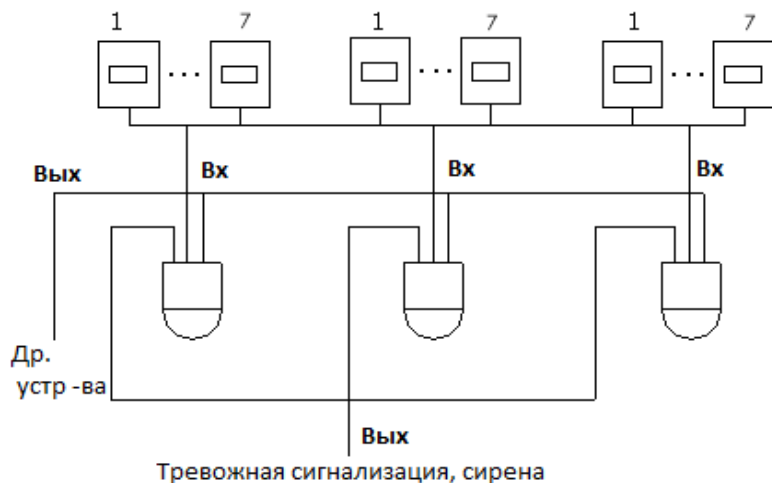 1 ... 7 1 ... 7 1 ... 7
Вых Вх Вх Вх
Др.
устр -ва
Вых
Тревожная сигнализация, сирена